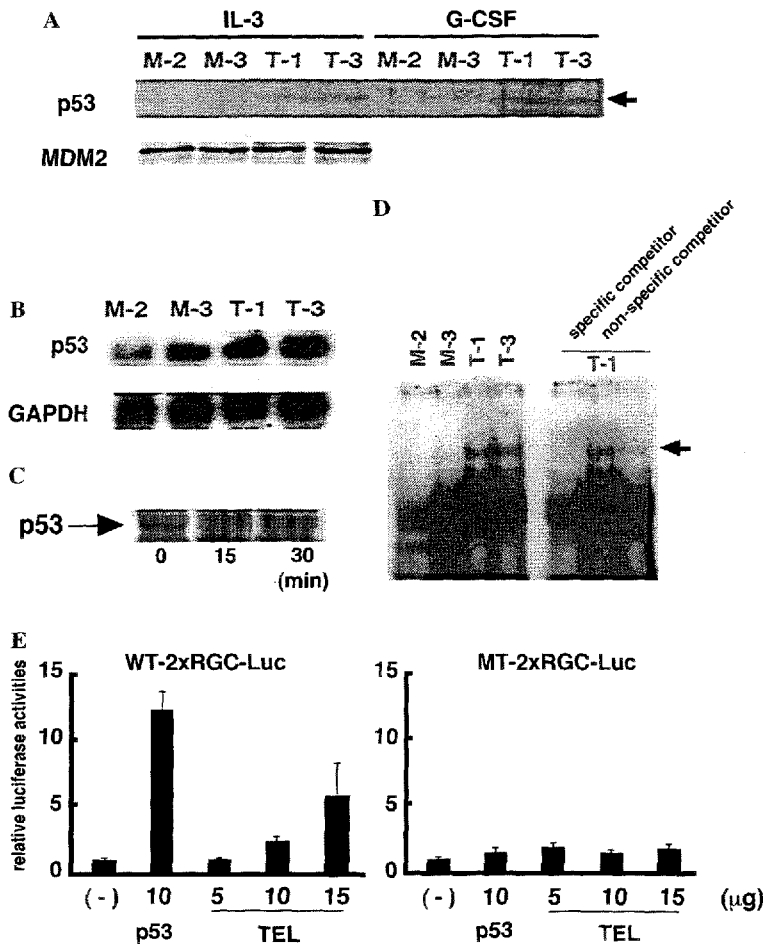 A
IL-3 G-CSF
M-2 M-3 T-1 T-3 M-2 M-3 T-1 T-3
p53
MDM2
B
M-2 M-3 T-1 T-3
p53
GAPDH
C
p53
0 15 30
(min)
D
specific competitor
non-specific competitor
M-2 M-3 T-1 T-3
T-1
E
WT-2xRGC-Luc
relative luciferase activities
15
10
5
0
(-) 10 5 10 15
p53 TEL
MT-2xRGC-Luc
15
10
5
0
(-) 10 5 10 15 (μg)
p53 TEL